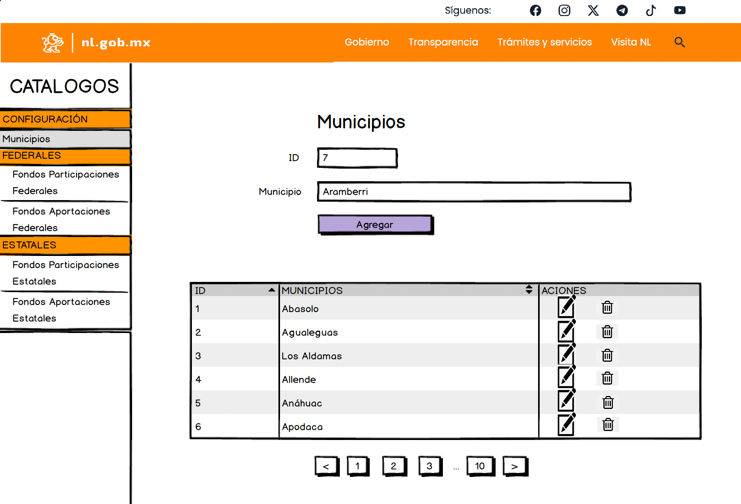 Síguenos:
nl.gob.mx
Gobierno Transparencia Trámites y servicios Visita NL
CATALOGOS
CONFIGURACIÓN
Municipios
FEDERALES
Fondos Participaciones
Federales
Fondos Aportaciones
Federales
ESTATALES
Fondos Participaciones
Estatales
Fondos Aportaciones
Estatales
Municipios
ID 7
Municipio Aramberri
Agregar
ID MUNICIPIOS ACIONES
1 Abasolo
2 Agualeguas
3 Los Aldamas
4 Allende
5 Anáhuac
6 Apodaca
< 1 2 3 ... 10 >